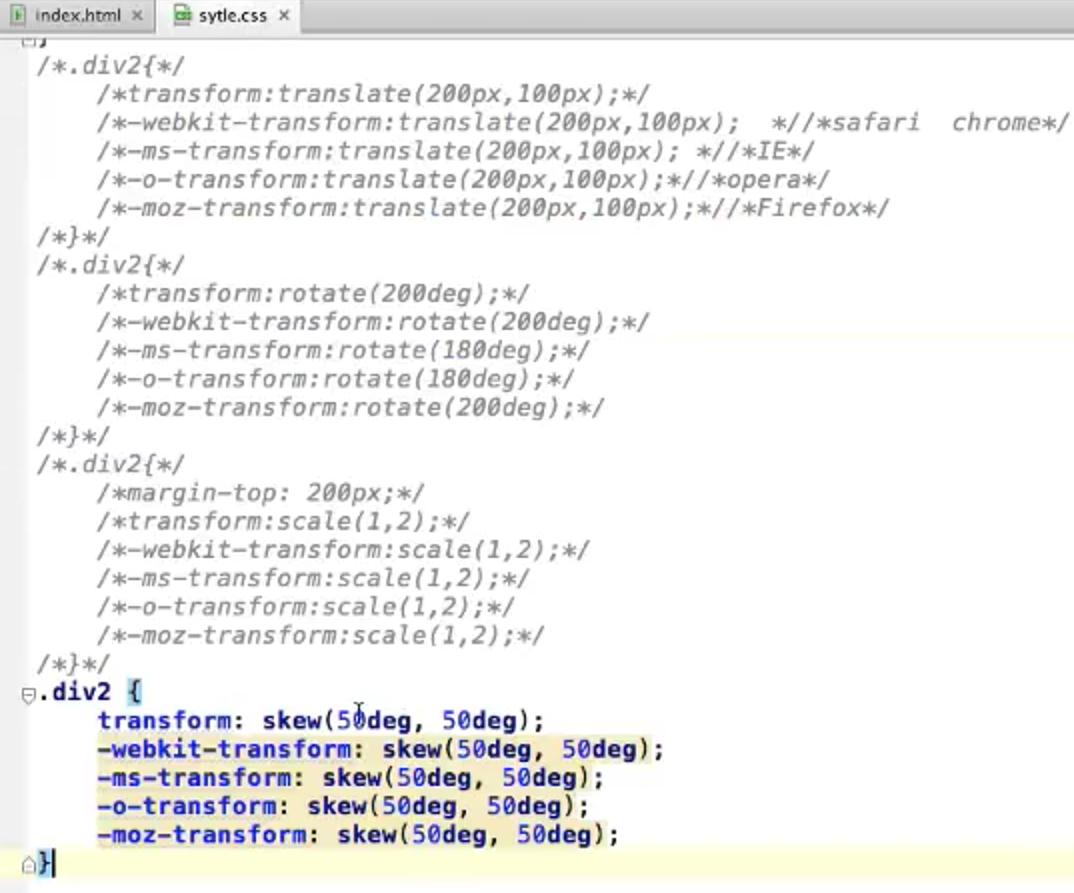 index.html × sytle.css ×
}
/*.div2{*/
/*transform:translate(200px,100px);*/
/*-webkit-transform:translate(200px,100px);  *//*safari  chrome*/
/*-ms-transform:translate(200px,100px); *//*IE*/
/*-o-transform:translate(200px,100px);*//*opera*/
/*-moz-transform:translate(200px,100px);*//*Firefox*/
/*}*/
/*.div2{*/
/*transform:rotate(200deg);*/
/*-webkit-transform:rotate(200deg);*/
/*-ms-transform:rotate(180deg);*/
/*-o-transform:rotate(180deg);*/
/*-moz-transform:rotate(200deg);*/
/*}*/
/*.div2{*/
/*margin-top: 200px;*/
/*transform:scale(1,2);*/
/*-webkit-transform:scale(1,2);*/
/*-ms-transform:scale(1,2);*/
/*-o-transform:scale(1,2);*/
/*-moz-transform:scale(1,2);*/
/*}*/
.div2 {
transform: skew(50deg, 50deg);
-webkit-transform: skew(50deg, 50deg);
-ms-transform: skew(50deg, 50deg);
-o-transform: skew(50deg, 50deg);
-moz-transform: skew(50deg, 50deg);
}